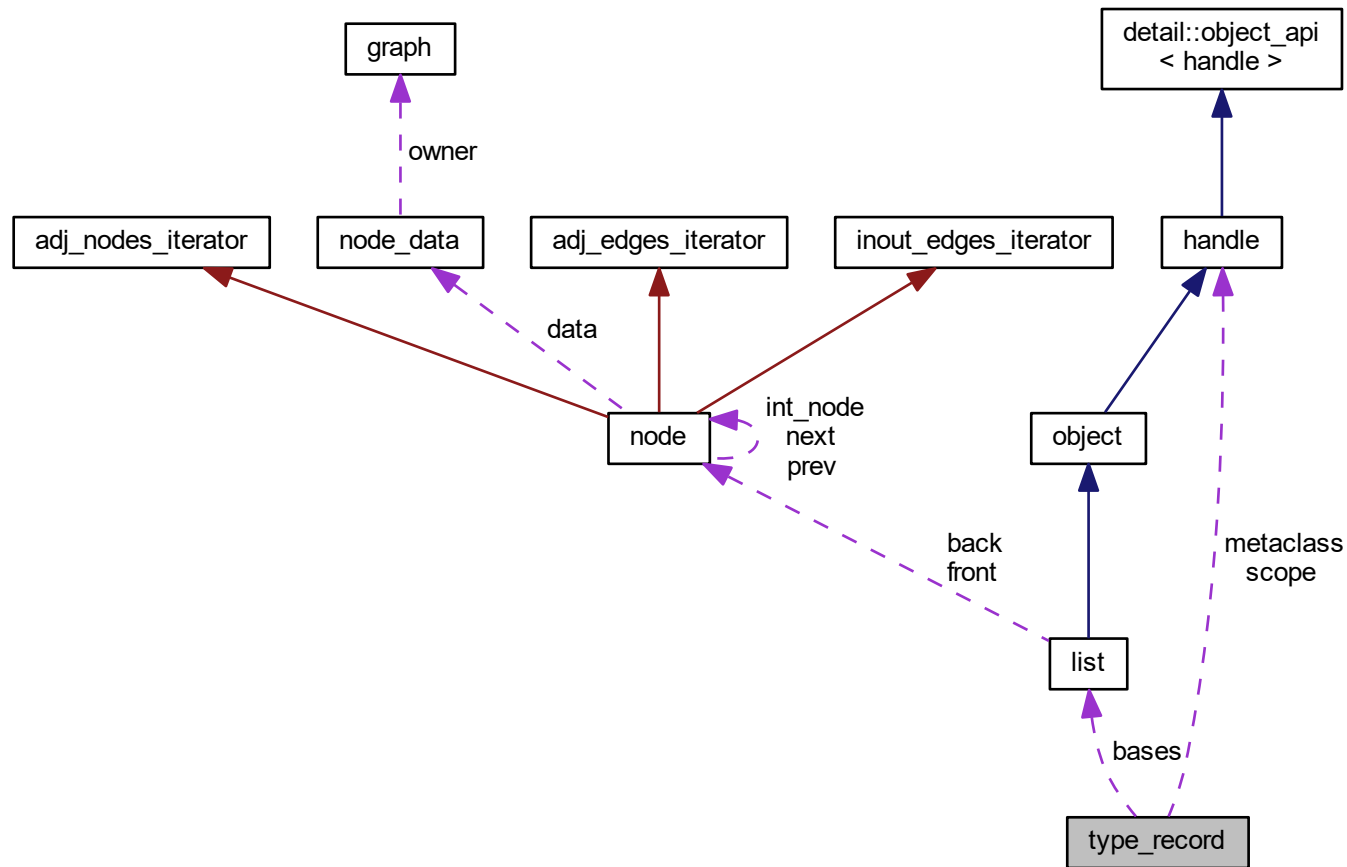 detail::object_api
< handle >
graph
owner
adj_nodes_iterator
node_data
adj_edges_iterator
inout_edges_iterator
handle
data
int_node
next
prev
node
object
back
front
metaclass
scope
list
bases
type_record